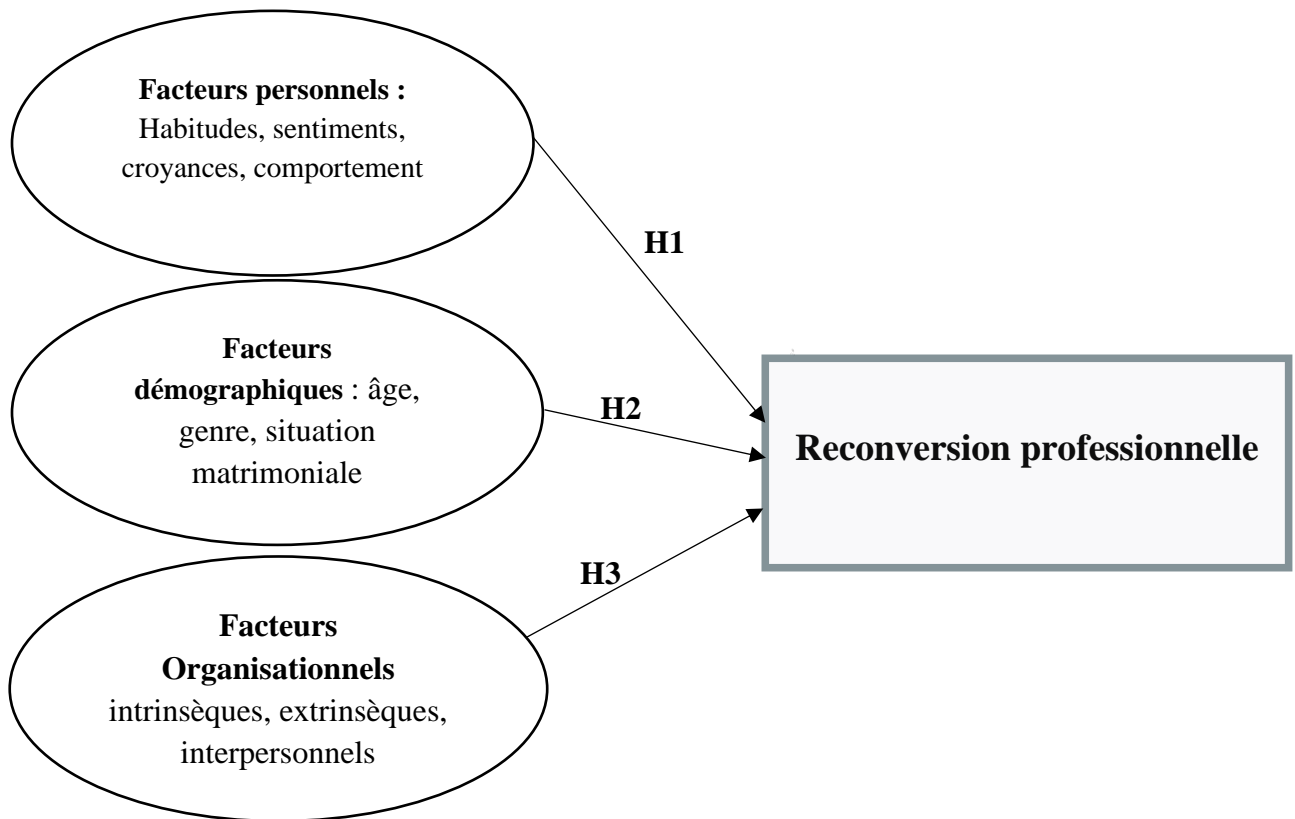 Facteurs personnels :
Habitudes, sentiments,
croyances, comportement
H1
Facteurs
démographiques : âge,
genre, situation
matrimoniale
H2
Reconversion professionnelle
H3
Facteurs
Organisationnels
intrinsèques, extrinsèques,
interpersonnels